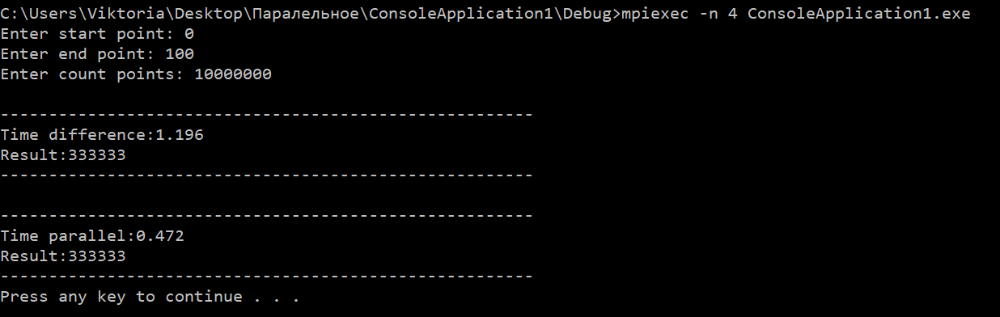 C:\Users\Viktoria\Desktop\Паралельное\ConsoleApplication1\Debug>mpiexec -n 4 ConsoleApplication1.exe
Enter start point: 0
Enter end point: 100
Enter count points: 10000000
-------------------------------------------------------
Time difference:1.196
Result:333333
-------------------------------------------------------
-------------------------------------------------------
Time parallel:0.472
Result:333333
-------------------------------------------------------
Press any key to continue . . .